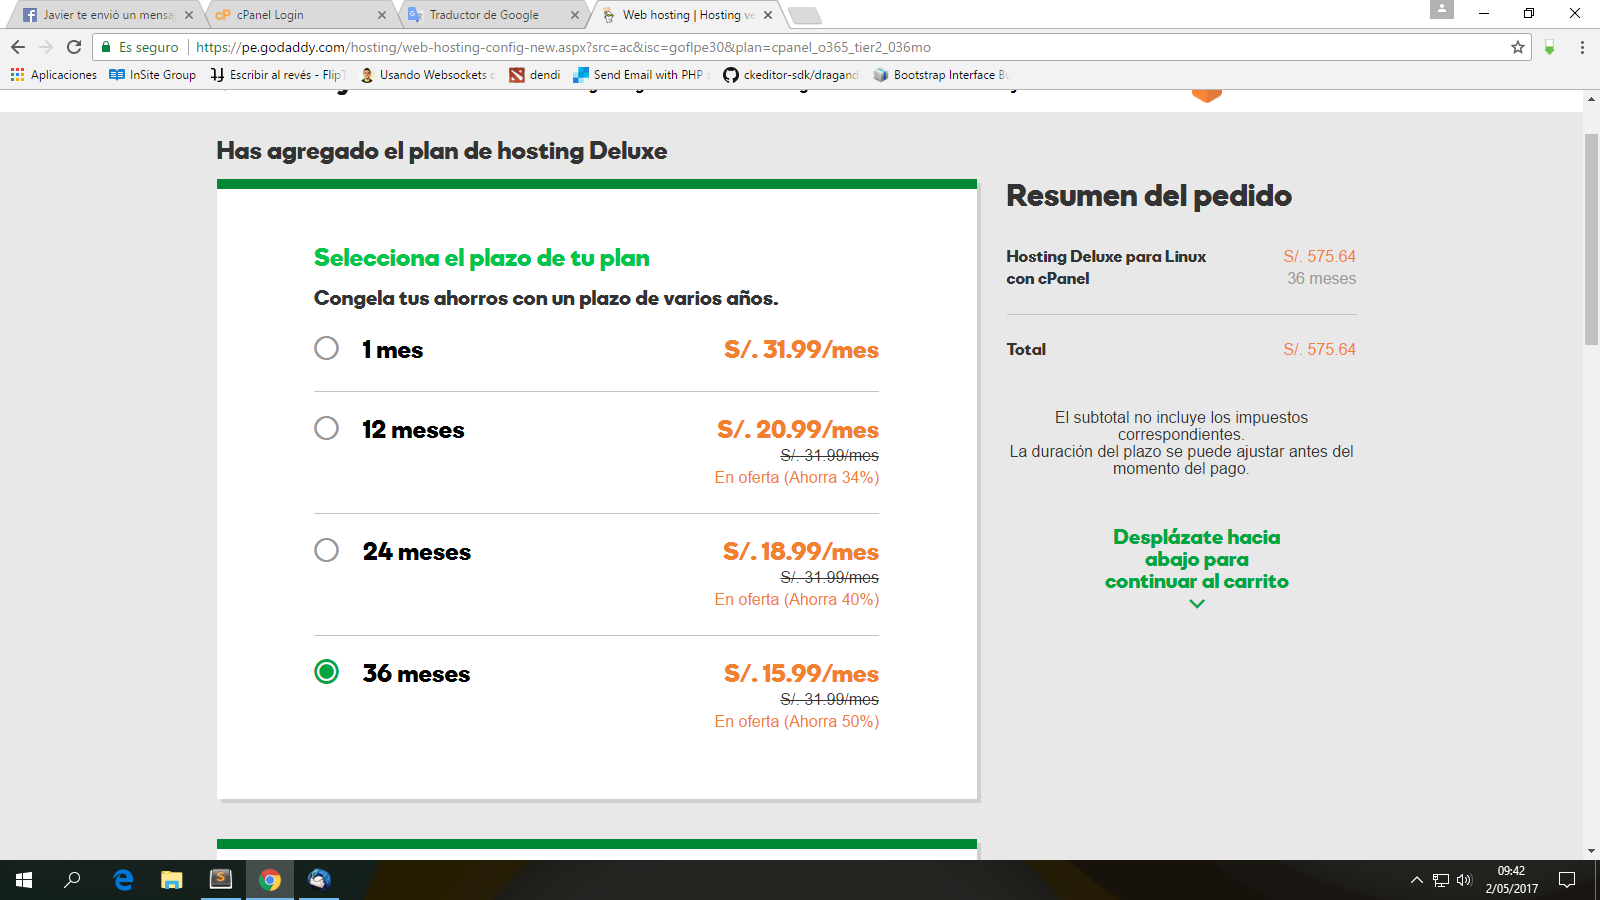 Javier te envió un mensa
cPanel Login
Traductor de Google
Web hosting | Hosting ve
Es seguro
https://pe.godaddy.com/hosting/web-hosting-config-new.aspx?src=ac&isc=goflpe30&plan=cpanel_o365_tier2_036mo
Aplicaciones
InSite Group
Escribir al revés - Flip
Usando Websockets c
dendi
Send Email with PHP
ckeditor-sdk/dragand
Bootstrap Interface Bu
Has agregado el plan de hosting Deluxe
Selecciona el plazo de tu plan
Congela tus ahorros con un plazo de varios años.
1 mes
S/. 31.99/mes
12 meses
S/. 20.99/mes
S/. 31.99/mes
En oferta (Ahorra 34%)
24 meses
S/. 18.99/mes
S/. 31.99/mes
En oferta (Ahorra 40%)
36 meses
S/. 15.99/mes
S/. 31.99/mes
En oferta (Ahorra 50%)
Resumen del pedido
Hosting Deluxe para Linux S/. 575.64
con cPanel 36 meses
Total S/. 575.64
El subtotal no incluye los impuestos
correspondientes.
La duración del plazo se puede ajustar antes del
momento del pago.
Desplázate hacia
abajo para
continuar al carrito
09:42
2/05/2017